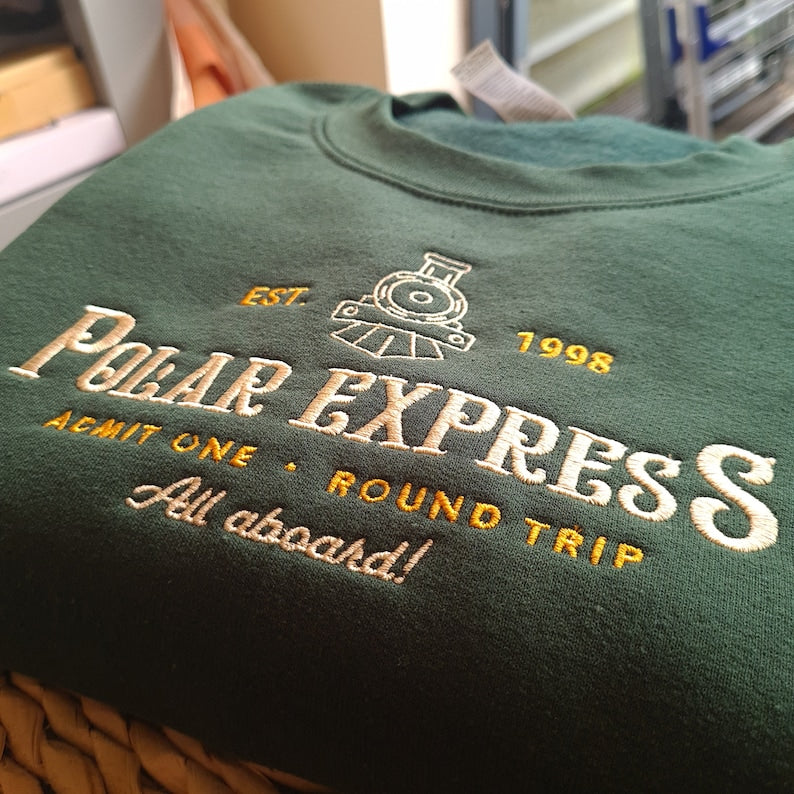 EST. 1998
POLAR EXPRESS
ADMIT ONE · ROUND TRIP
All aboard!